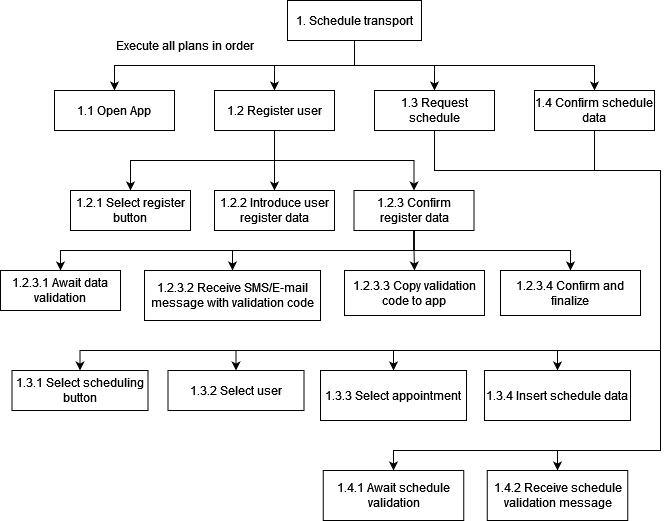 1. Schedule transport
Execute all plans in order
1.1 Open App
1.2 Register user
1.3 Request
schedule
1.4 Confirm schedule
data
1.2.1 Select register
button
1.2.2 Introduce user
register data
1.2.3 Confirm
register data
1.2.3.1 Await data
validation
1.2.3.2 Receive SMS/E-mail
message with validation code
1.2.3.3 Copy validation
code to app
1.2.3.4 Confirm and
finalize
1.3.1 Select scheduling
button
1.3.2 Select user
1.3.3 Select appointment
1.3.4 Insert schedule data
1.4.1 Await schedule
validation
1.4.2 Receive schedule
validation message